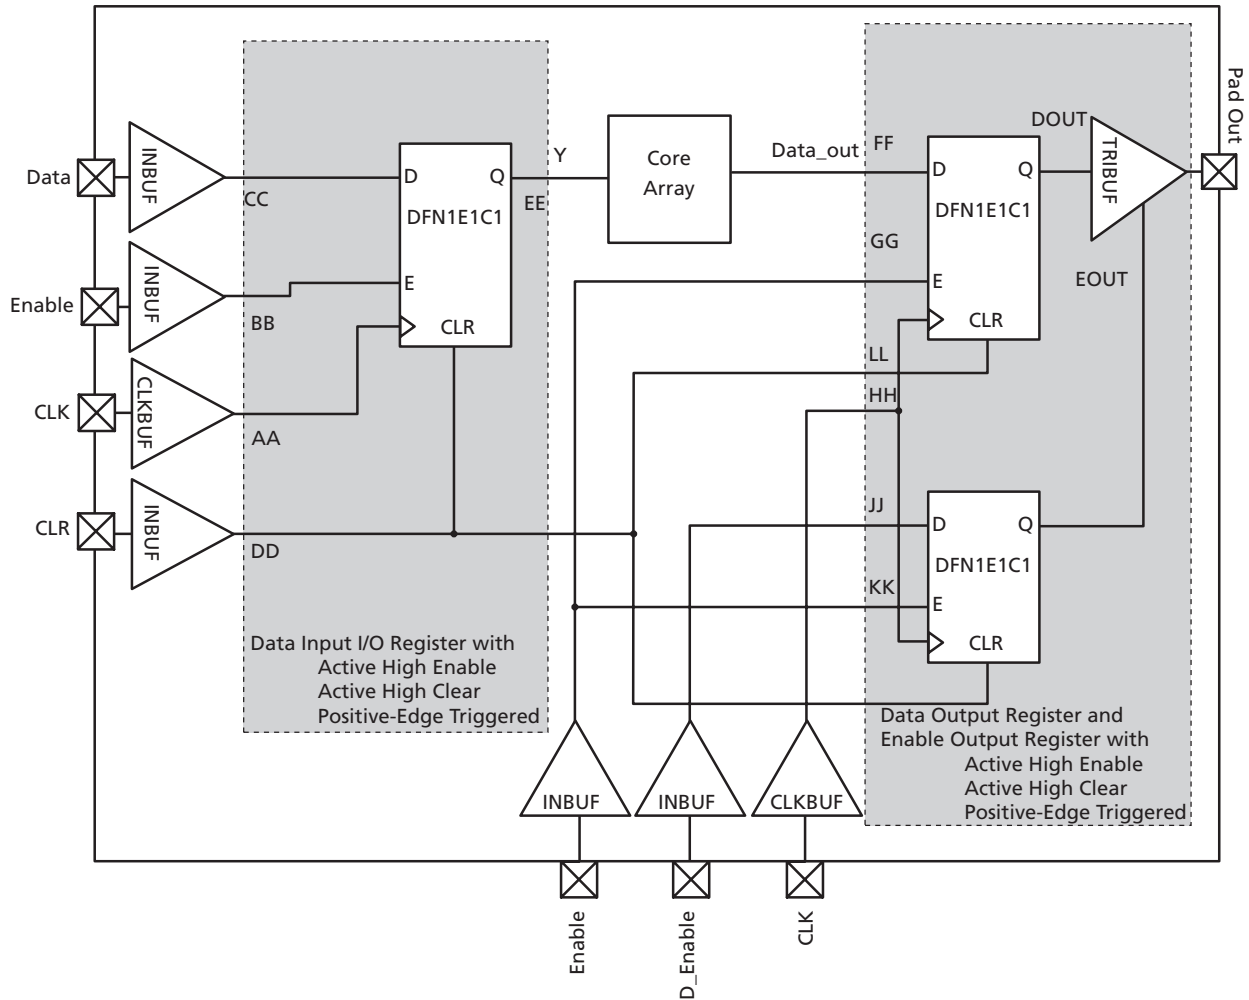 Data
INBUF
CC
Enable
INBUF
BB
CLK
CLKBUF
AA
CLR
INBUF
DD
D
Q
DFN1E1C1
E
CLR
Y
EE
Data Input I/O Register with
Active High Enable
Active High Clear
Positive-Edge Triggered
Core
Array
Data_out
FF
GG
LL
HH
JJ
KK
D
Q
DFN1E1C1
E
CLR
DOUT
TRIBUF
EOUT
Pad Out
D
Q
DFN1E1C1
E
CLR
Data Output Register and
Enable Output Register with
Active High Enable
Active High Clear
Positive-Edge Triggered
INBUF
INBUF
CLKBUF
Enable
D_Enable
CLK